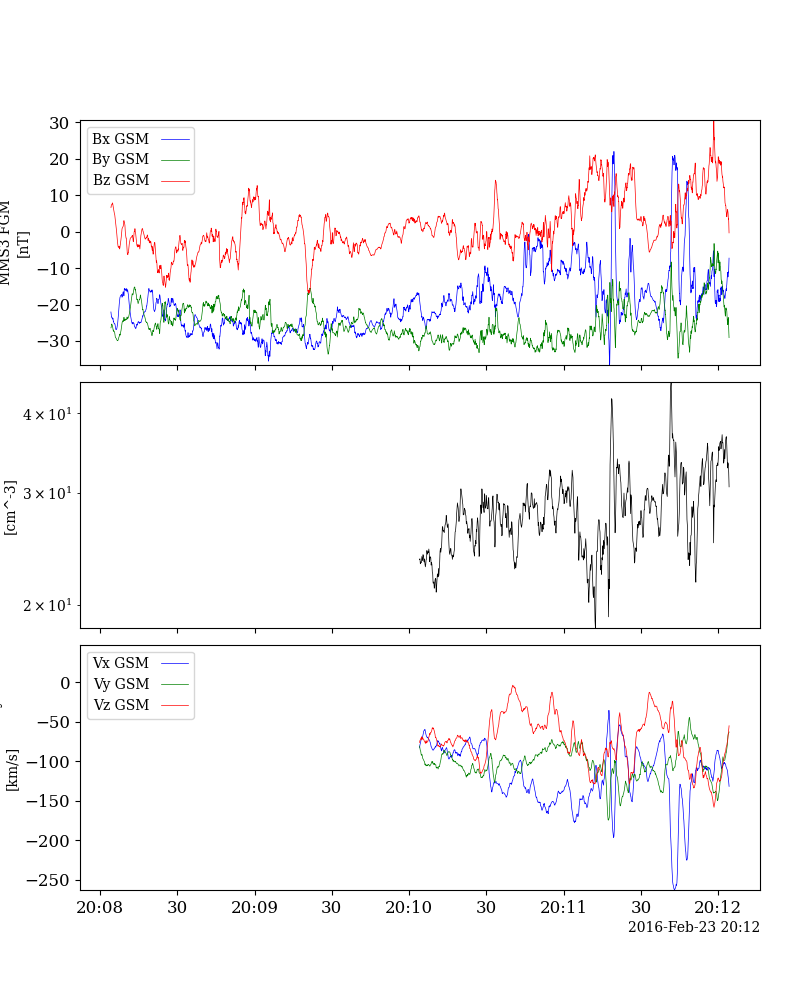 30
20
10
0
−10
−20
−30
MMS3 FGM
[nT]
Bx GSM
By GSM
Bz GSM
4×10¹
3×10¹
2×10¹
[cm^-3]
Vx GSM
Vy GSM
Vz GSM
0
−50
−100
−150
−200
−250
[km/s]
20:08 30 20:09 30 20:10 30 20:11 30 20:12
2016-Feb-23 20:12